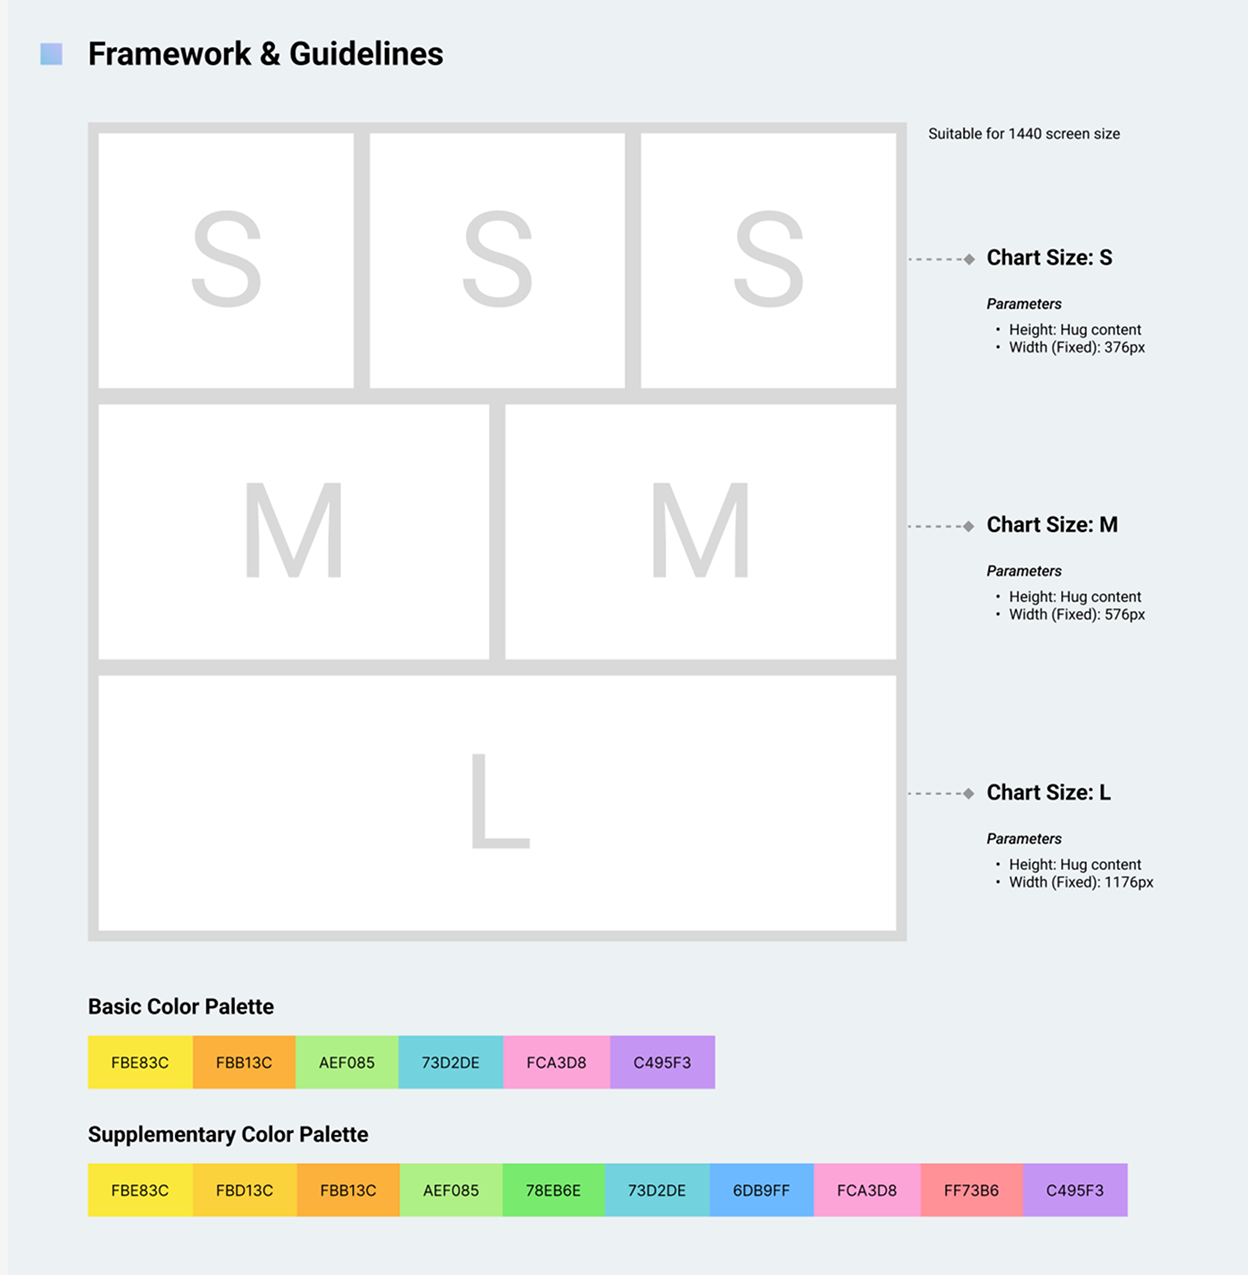 Framework & Guidelines
Suitable for 1440 screen size
S S S
Chart Size: S
Parameters
• Height: Hug content
• Width (Fixed): 376px
M M
Chart Size: M
Parameters
• Height: Hug content
• Width (Fixed): 576px
L
Chart Size: L
Parameters
• Height: Hug content
• Width (Fixed): 1176px
Basic Color Palette
FBE83C FBB13C AEF085 73D2DE FCA3D8 C495F3
Supplementary Color Palette
FBE83C FBD13C FBB13C AEF085 78EB6E 73D2DE 6DB9FF FCA3D8 FF73B6 C495F3